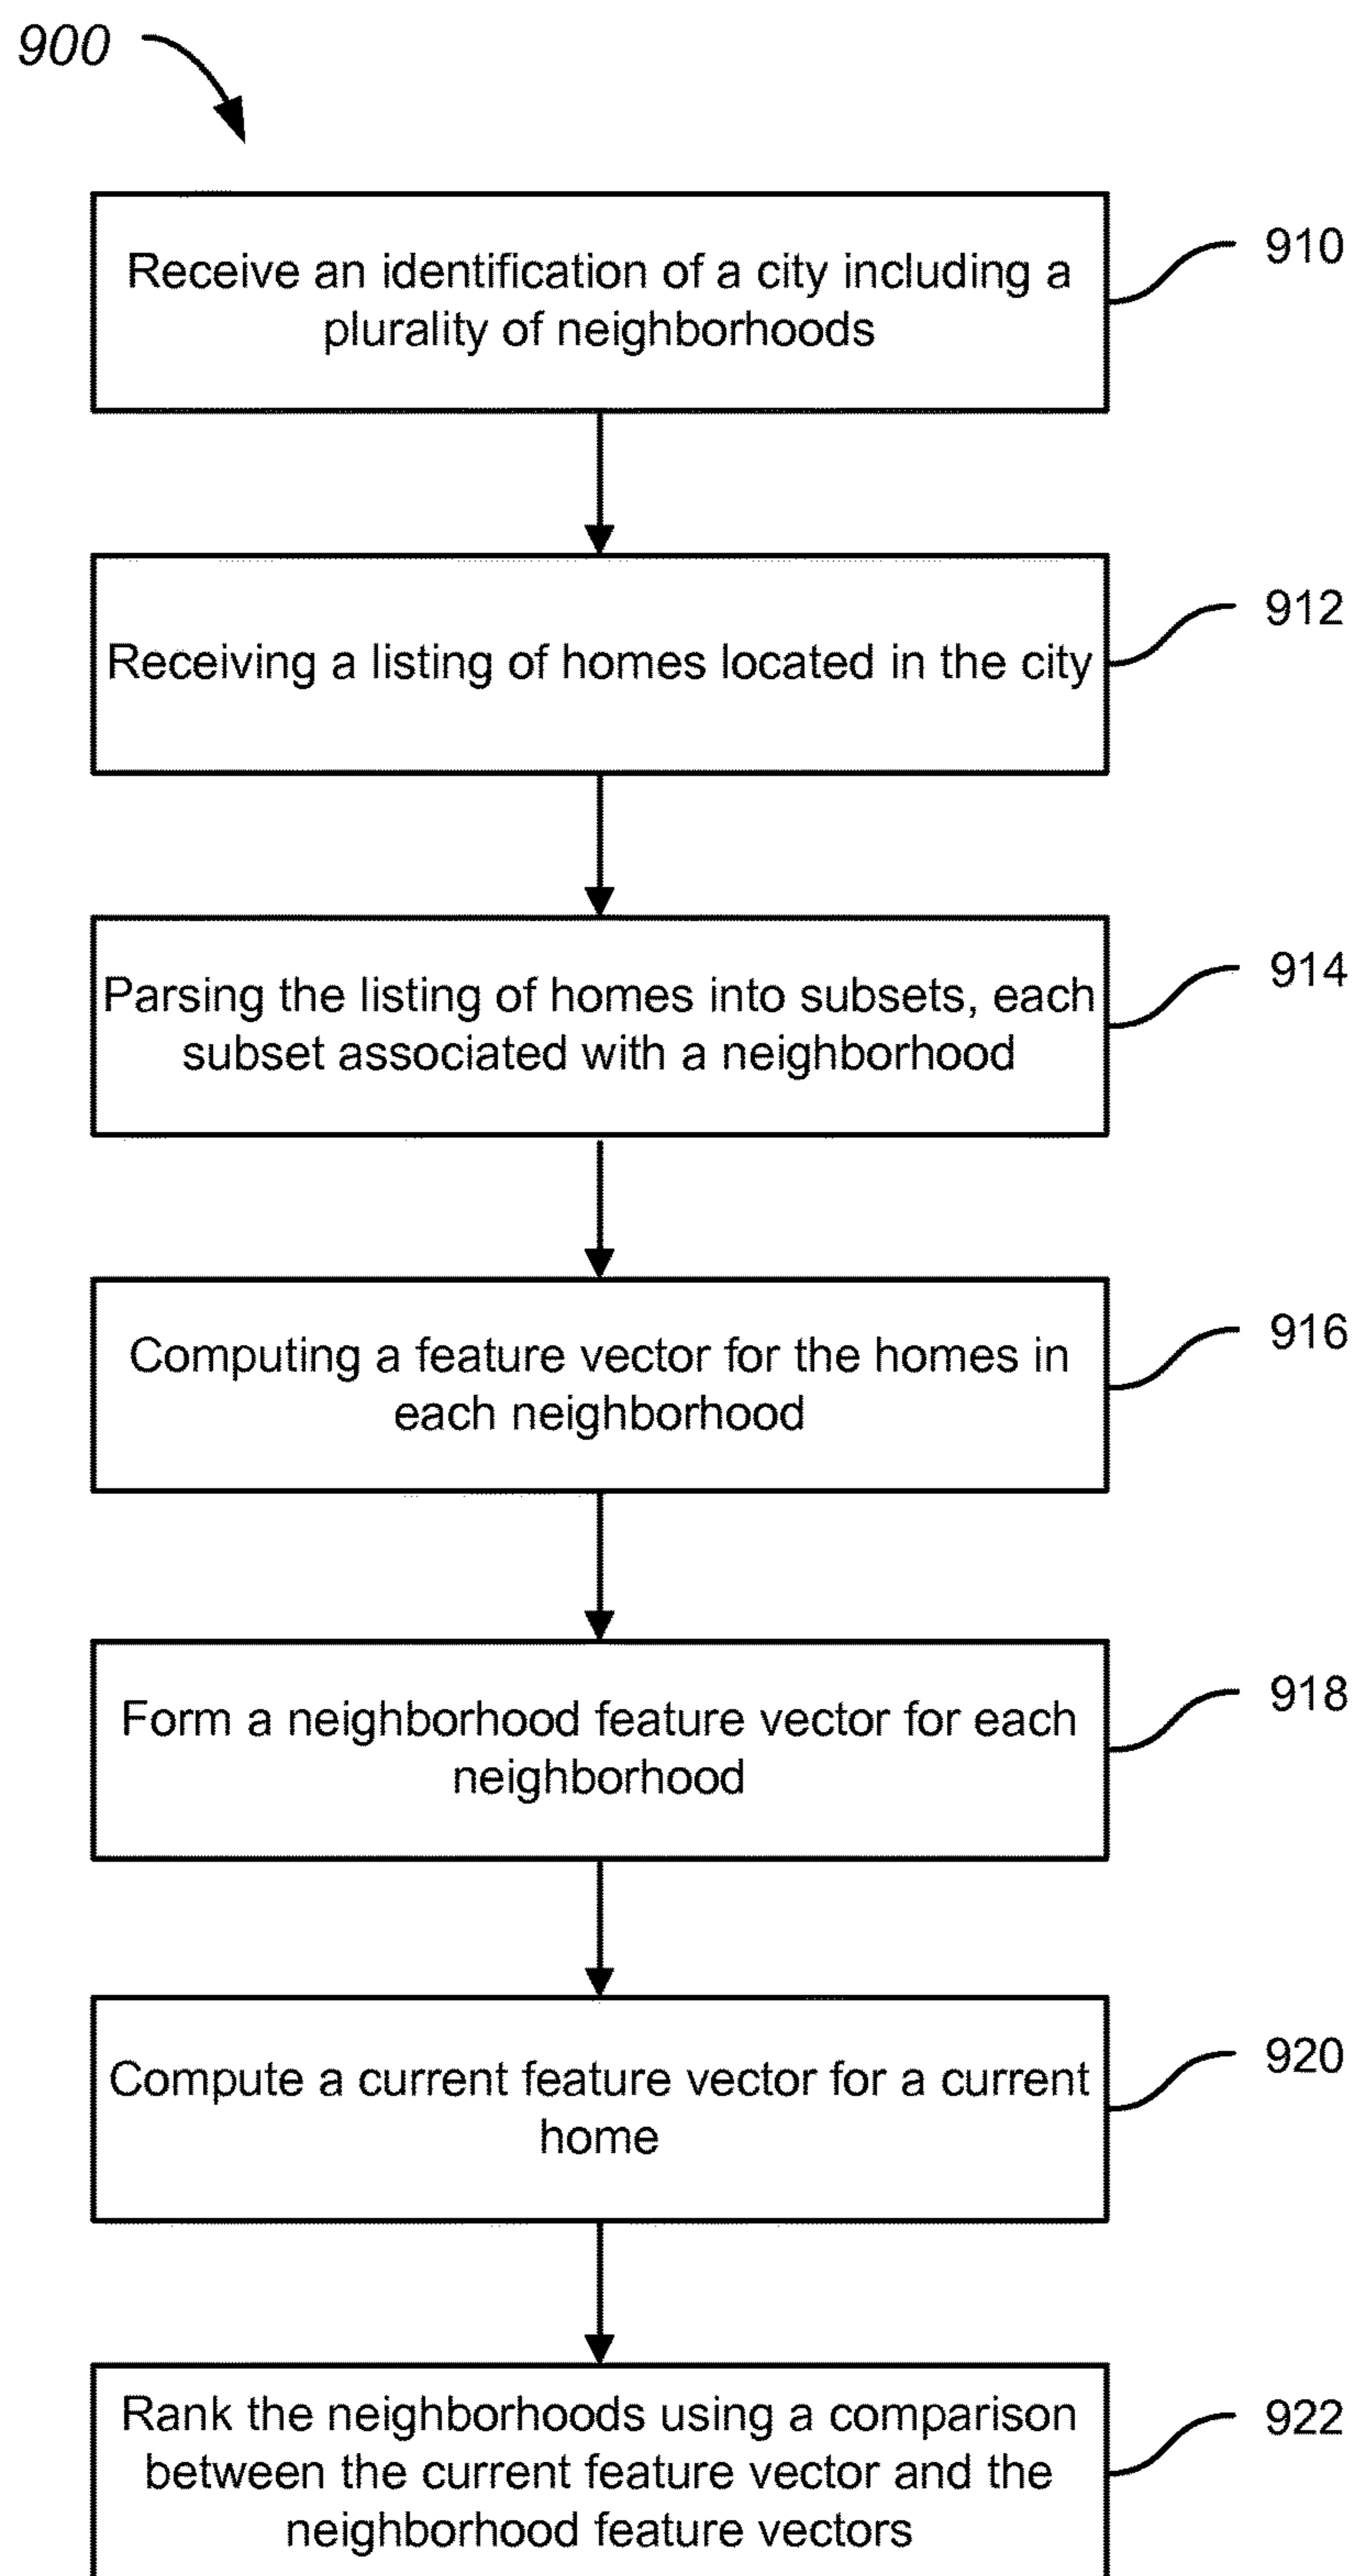 900
Receive an identification of a city including a
plurality of neighborhoods
910
Receiving a listing of homes located in the city
912
Parsing the listing of homes into subsets, each
subset associated with a neighborhood
914
Computing a feature vector for the homes in
each neighborhood
916
Form a neighborhood feature vector for each
neighborhood
918
Compute a current feature vector for a current
home
920
Rank the neighborhoods using a comparison
between the current feature vector and the
neighborhood feature vectors
922